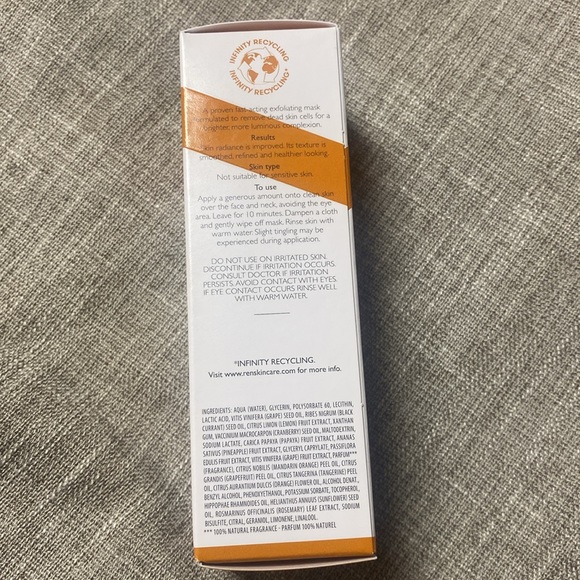 INFINITY RECYCLING
INFINITY RECYCLING*
proven fast-acting exfoliating mask
formulated to remove dead skin cells for a
brighter, more luminous complexion.
Results
Skin radiance is improved. Its texture is
smoothed, refined and healthier looking.
Skin type
Not suitable for sensitive skin.
To use
Apply a generous amount onto clean skin
over the face and neck, avoiding the eye
area. Leave for 10 minutes. Dampen a cloth
and gently wipe off mask. Rinse skin with
warm water. Slight tingling may be
experienced during application.
DO NOT USE ON IRRITATED SKIN.
DISCONTINUE IF IRRITATION OCCURS.
CONSULT DOCTOR IF IRRITATION
PERSISTS. AVOID CONTACT WITH EYES.
IF EYE CONTACT OCCURS RINSE WELL
WITH WARM WATER.
*INFINITY RECYCLING.
Visit www.renskincare.com for more info.
INGREDIENTS: AQUA (WATER), GLYCERIN, POLYSORBATE 60, LECITHIN,
LACTIC ACID, VITIS VINIFERA (GRAPE) SEED OIL, RIBES NIGRUM (BLACK
CURRANT) SEED OIL, CITRUS LIMON (LEMON) FRUIT EXTRACT, XANTHAN
GUM, VACCINIUM MACROCARPON (CRANBERRY) SEED OIL, MALTODEXTRIN,
SODIUM LACTATE, CARICA PAPAYA (PAPAYA) FRUIT EXTRACT, ANANAS
SATIVUS (PINEAPPLE) FRUIT EXTRACT, GLYCERYL CAPRYLATE, PASSIFLORA
EDULIS FRUIT EXTRACT, VITIS VINIFERA (GRAPE) FRUIT EXTRACT, PARFUM***
(FRAGRANCE), CITRUS NOBILIS (MANDARIN ORANGE) PEEL OIL, CITRUS
GRANDIS (GRAPEFRUIT) PEEL OIL, CITRUS TANGERINA (TANGERINE) PEEL
OIL, CITRUS AURANTIUM DULCIS (ORANGE) FLOWER OIL, ALCOHOL DENAT.,
BENZYL ALCOHOL, PHENOXYETHANOL, POTASSIUM SORBATE, TOCOPHEROL,
HIPPOPHAE RHAMNOIDES OIL, HELIANTHUS ANNUUS (SUNFLOWER) SEED
OIL, ROSMARINUS OFFICINALIS (ROSEMARY) LEAF EXTRACT, SODIUM
BISULFITE, CITRAL, GERANIOL, LIMONENE, LINALOOL.
*** 100% NATURAL FRAGRANCE - PARFUM 100% NATUREL